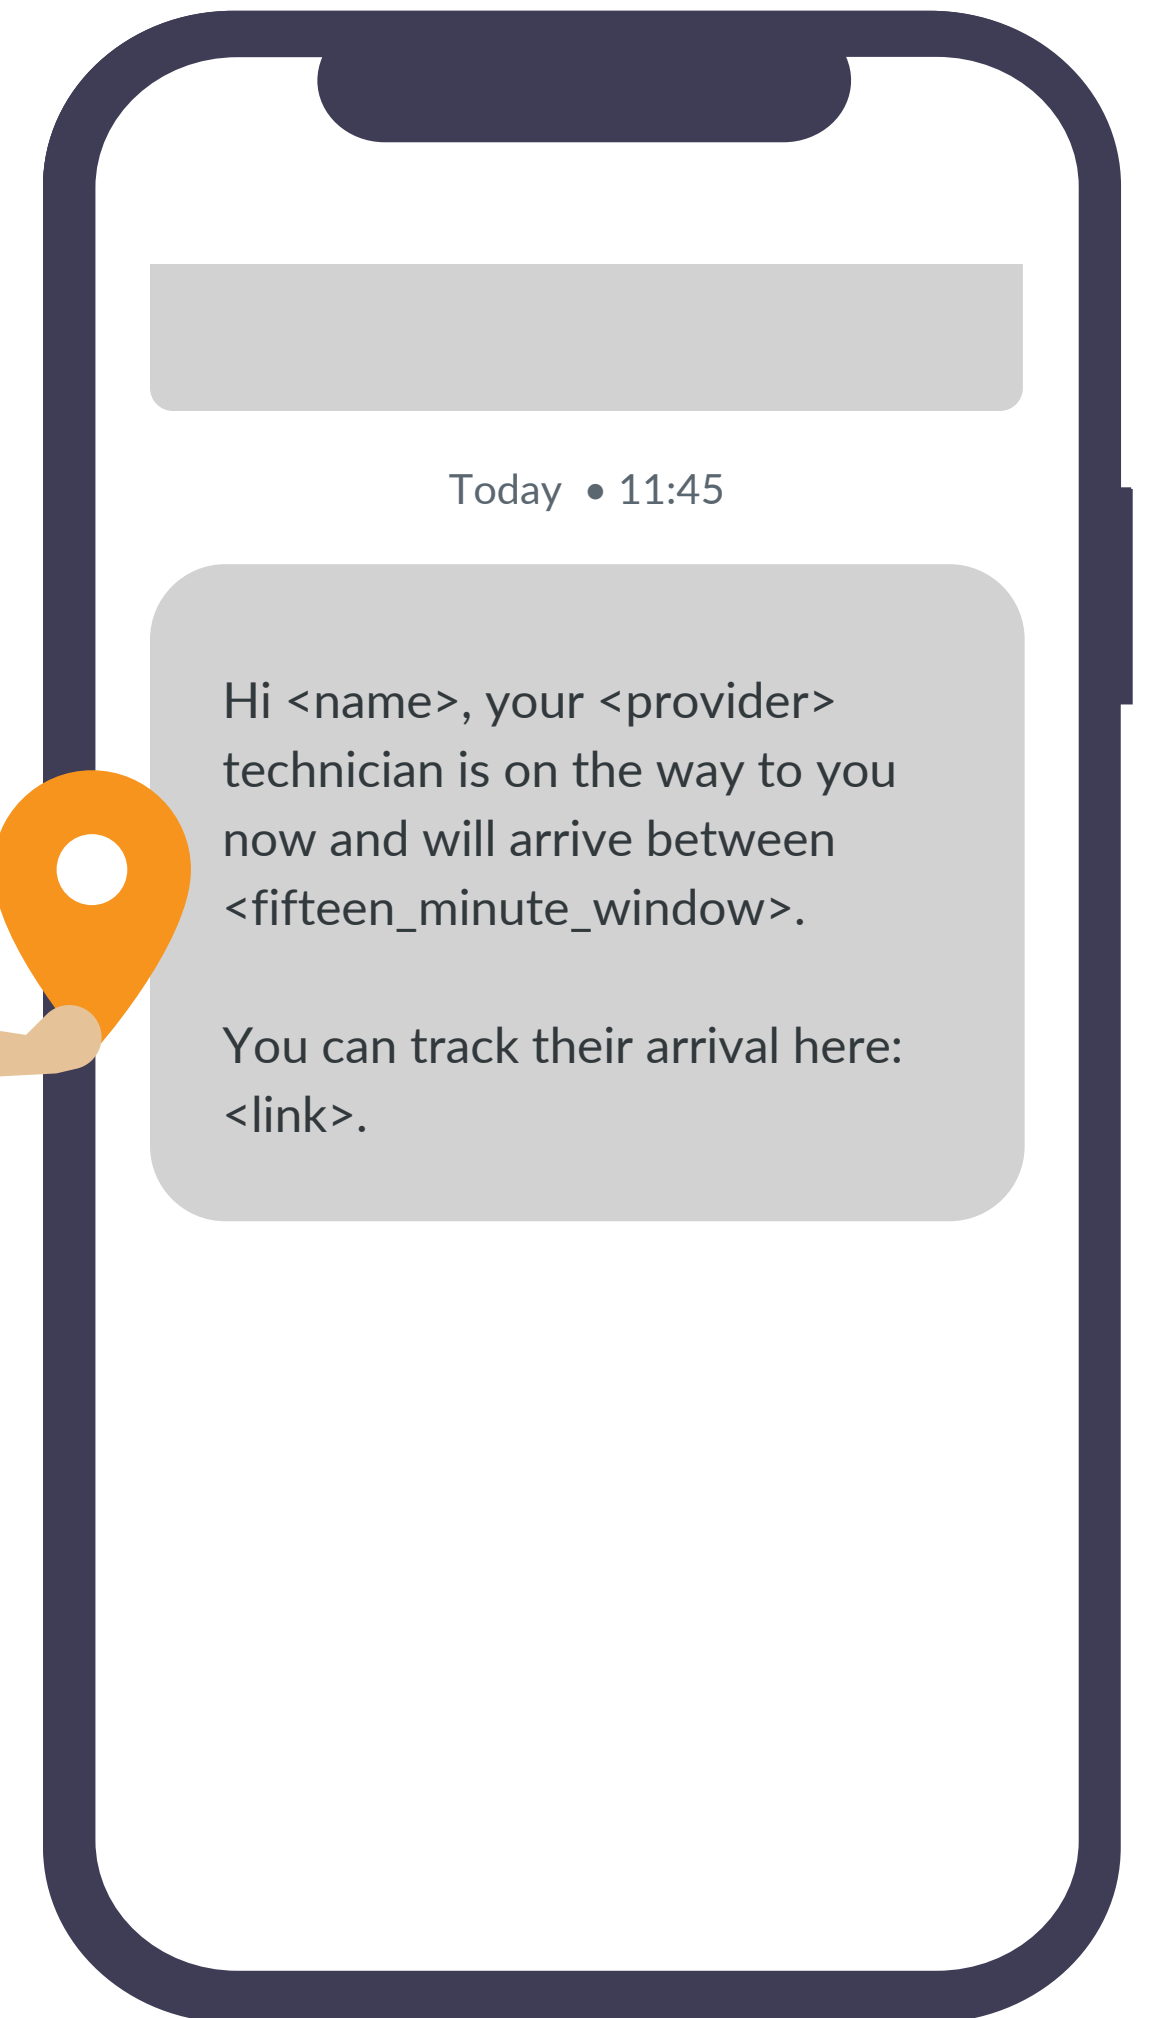 Today • 11:45
Hi <name>, your <provider>
technician is on the way to you
now and will arrive between
<fifteen_minute_window>.
You can track their arrival here:
<link>.